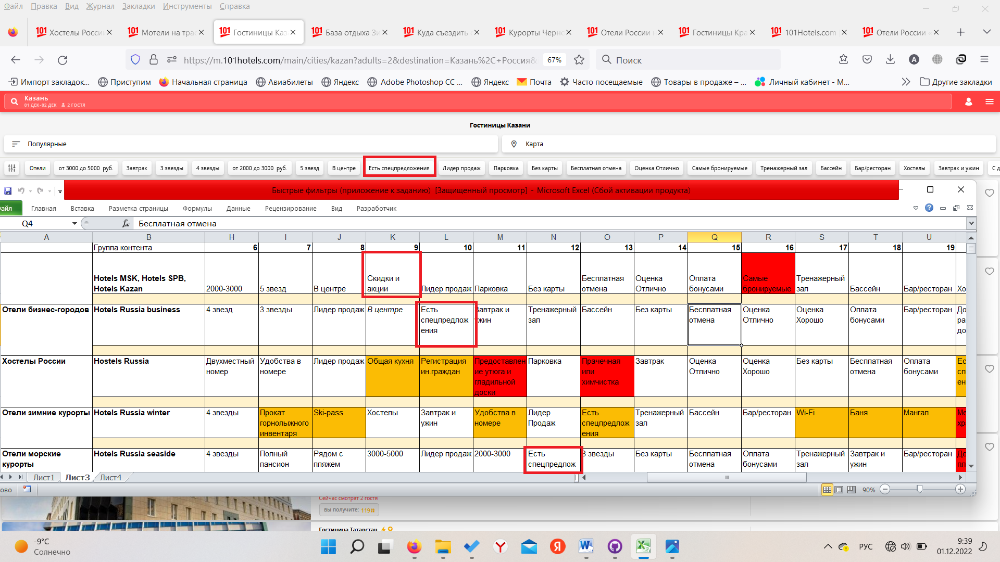 Файл Правка Вид Журнал Закладки Инструменты Справка
101 Хостелы Росси
101 Мотели на тра
101 Гостиницы Каз
101 База отдыха Зи
101 Куда съездить
101 Курорты Черн
101 Отели России
101 Гостиницы Кра
101 101Hotels.com
101 Отели России
https://m.101hotels.com/main/cities/kazan?adults=2&destination=Казань%2C+Россия& 67% Поиск
Импорт закладок... Приступим Начальная страница Авиабилеты Яндекс Adobe Photoshop CC ... Яндекс Почта Часто посещаемые Товары в продаже – ... Личный кабинет - М... Другие закладки
Казань
01 ДЕК-02 ДЕК 2 ГОСТЯ
Гостиницы Казани
Популярные Карта
Отели от 3000 до 5000 руб. Завтрак 3 звезды 4 звезды от 2000 до 3000 руб. 5 звезд В центре Есть спецпредложения Лидер продаж Парковка Без карты Бесплатная отмена Оценка Отлично Самые бронируемые Тренажерный зал Бассейн Бар/ресторан Хостелы Завтрак и ужин С д
Быстрые фильтры (приложение к заданию) [Защищенный просмотр] - Microsoft Excel (Сбой активации продукта)
айл Главная Вставка Разметка страницы Формулы Данные Рецензирование Вид Разработчик
Q4 fx Бесплатная отмена
A B H I J K L M N O P Q R S T U
Группа контента 6 7 8 9 10 11 12 13 14 15 16 17 18 19
Hotels MSK, Hotels SPB, Скидки и Бесплатная Оценка Оплата Самые Тренажерный
Hotels Kazan 2000-3000 5 звезд В центре акции Лидер продаж Парковка Без карты отмена Отлично бонусами бронируемые зал Бассейн Бар/ресторан Хо
Отели бизнес-городов Hotels Russia business 4 звезд 3 звезды Лидер продаж В центре Есть Завтрак и Тренажерный Бассейн Без карты Бесплатная Оценка Оценка Оплата Бар/ресторан До
спецпредлож ужин зал отмена Отлично Хорошо бонусами ра
ения до
Хостелы России Hostels Russia Двухместный Удобства в Лидер продаж Общая кухня Регистрация Предоставлен Парковка Прачечная Завтрак Оценка Оценка Без карты Бесплатная Оплата Ес
номер номере ин.граждан ие утюга и или Отлично Хорошо отмена бонусами сп
гладильной химчистка ен
доски
Отели зимние курорты Hotels Russia winter 4 звезды Прокат Ski-pass Хостелы Завтрак и Удобства в Лидер Есть Тренажерный Бассейн Бар/ресторан Wi-Fi Баня Мангал Ме
горнолыжного ужин номере Продаж спецпредлож зал хра
инвентаря ения
Отели морские Hotels Russia seaside 4 звезды Полный Рядом с 3000-5000 Лидер продаж 2000-3000 Есть 3 звезды Без карты Бесплатная Оплата Тренажерный Завтрак и Бар/ресторан Де
курорты пансион пляжем спецпредлож отмена бонусами зал ужин пл
Лист1 Лист3 Лист4
ово 90%
Сейчас смотрят 2 гостя
вы получите: 119
Гостиница Татарстан
-9°C
Солнечно
РУС
9:39
01.12.2022